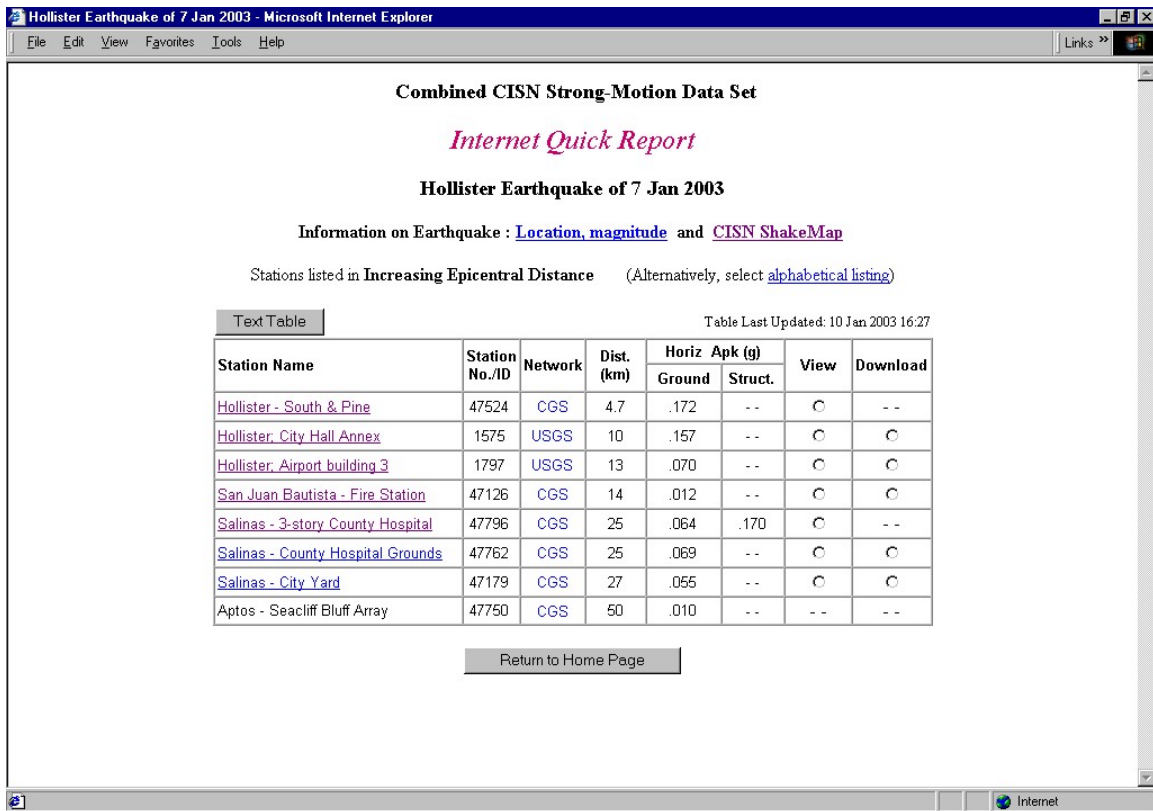 Hollister Earthquake of 7 Jan 2003 - Microsoft Internet Explorer
File Edit View Favorites Tools Help Links »
Combined CISN Strong-Motion Data Set
Internet Quick Report
Hollister Earthquake of 7 Jan 2003
Information on Earthquake : Location, magnitude and CISN ShakeMap
Stations listed in Increasing Epicentral Distance (Alternatively, select alphabetical listing)
Text Table Table Last Updated: 10 Jan 2003 16:27
Station Name Station No./ID Network Dist. (km) Horiz Apk (g) Ground Struct. View Download
Hollister - South & Pine 47524 CGS 4.7 .172 - - - -
Hollister; City Hall Annex 1575 USGS 10 .157 - -
Hollister; Airport building 3 1797 USGS 13 .070 - -
San Juan Bautista - Fire Station 47126 CGS 14 .012 - -
Salinas - 3-story County Hospital 47796 CGS 25 .064 .170 - -
Salinas - County Hospital Grounds 47762 CGS 25 .069 - -
Salinas - City Yard 47179 CGS 27 .055 - -
Aptos - Seacliff Bluff Array 47750 CGS 50 .010 - - - - - -
Return to Home Page
Internet